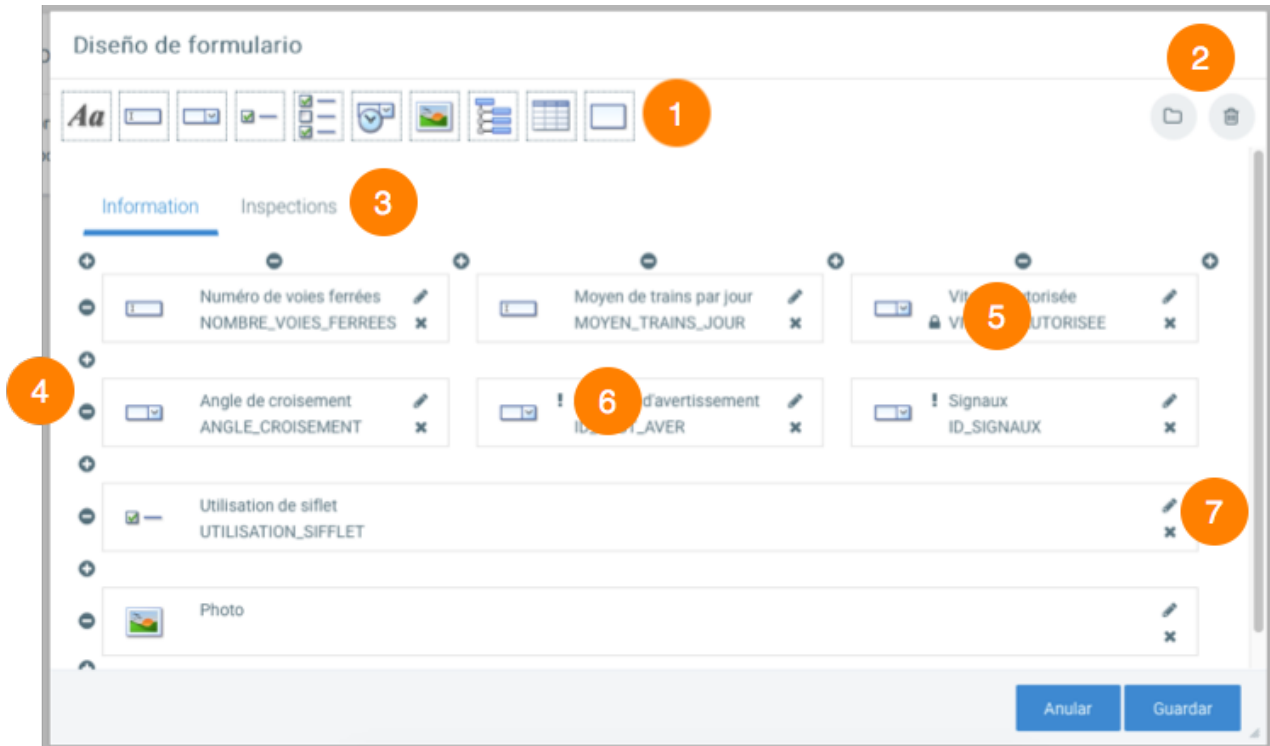 Diseño de formulario
2
Aa
1
Information Inspections 3
Numéro de voies ferrées
NOMBRE_VOIES_FERREES
Moyen de trains par jour
MOYEN_TRAINS_JOUR
5
4
Angle de croisement
ANGLE_CROISEMENT
! 6 d'avertissement
! Signaux
ID_SIGNAUX
Utilisation de siflet
UTILISATION_SIFFLET
7
Photo
Anular Guardar